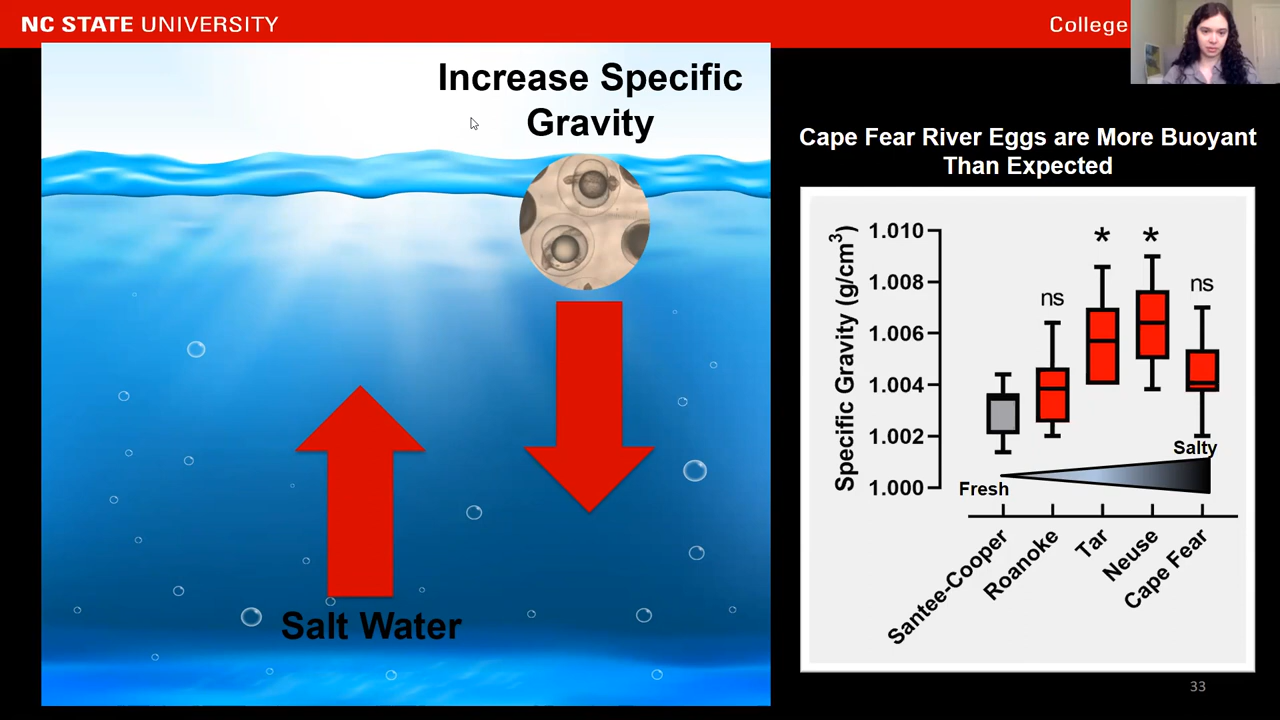 NC STATE UNIVERSITY
College
Increase Specific
Gravity
Salt Water
Cape Fear River Eggs are More Buoyant
Than Expected
Specific Gravity (g/cm³)
1.010
1.008
1.006
1.004
1.002
1.000
ns
*
*
ns
Fresh
Salty
Santee-Cooper
Roanoke
Tar
Neuse
Cape Fear
33